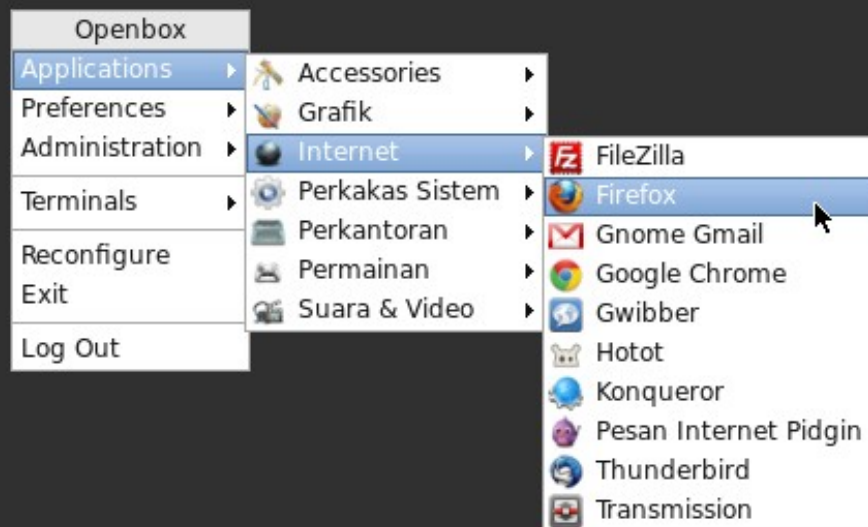 Openbox
Applications
Preferences
Administration
Terminals
Reconfigure
Exit
Log Out
Accessories
Grafik
Internet
Perkakas Sistem
Perkantoran
Permainan
Suara & Video
FileZilla
Firefox
Gnome Gmail
Google Chrome
Gwibber
Hotot
Konqueror
Pesan Internet Pidgin
Thunderbird
Transmission